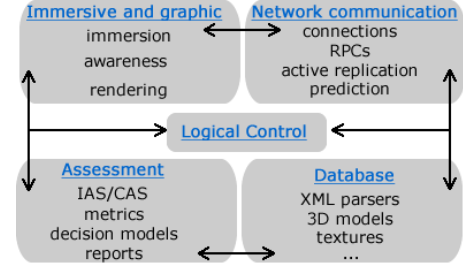 Immersive and graphic
immersion
awareness
rendering
Network communication
connections
RPCs
active replication
prediction
Logical Control
Assessment
IAS/CAS
metrics
decision models
reports
Database
XML parsers
3D models
textures
...